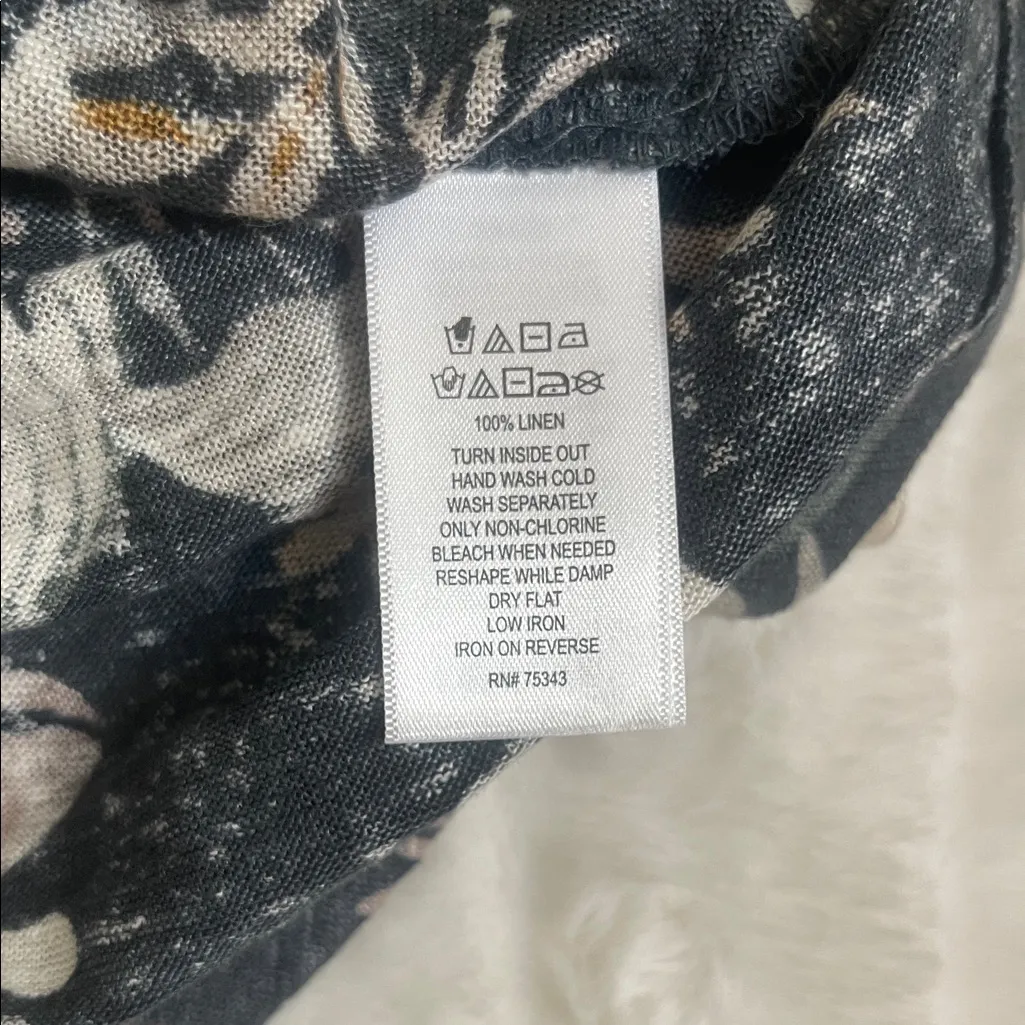 100% LINEN
TURN INSIDE OUT
HAND WASH COLD
WASH SEPARATELY
ONLY NON-CHLORINE
BLEACH WHEN NEEDED
RESHAPE WHILE DAMP
DRY FLAT
LOW IRON
IRON ON REVERSE
RN# 75343